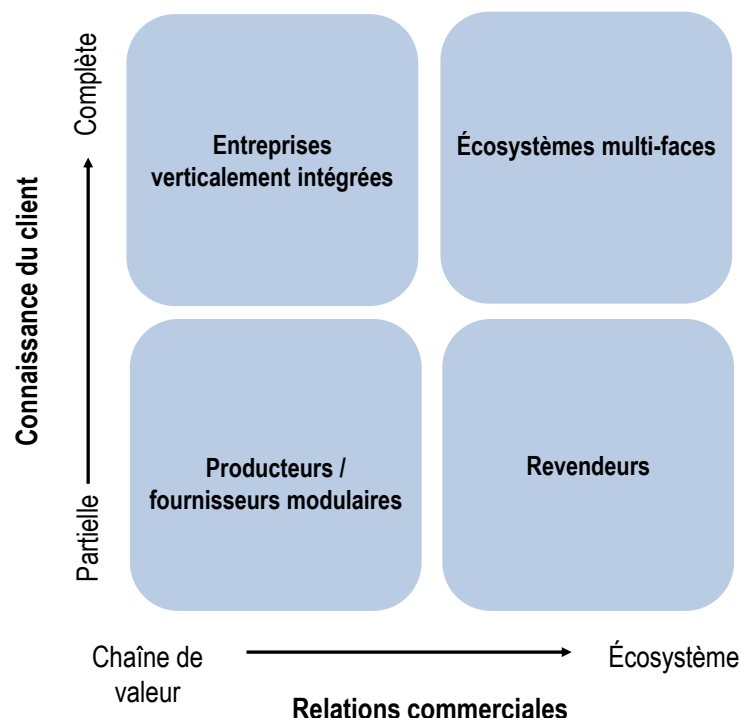 Connaissance du client
Complète
Partielle
Entreprises
verticalement intégrées
Écosystèmes multi-faces
Producteurs /
fournisseurs modulaires
Revendeurs
Chaîne de
valeur
Écosystème
Relations commerciales